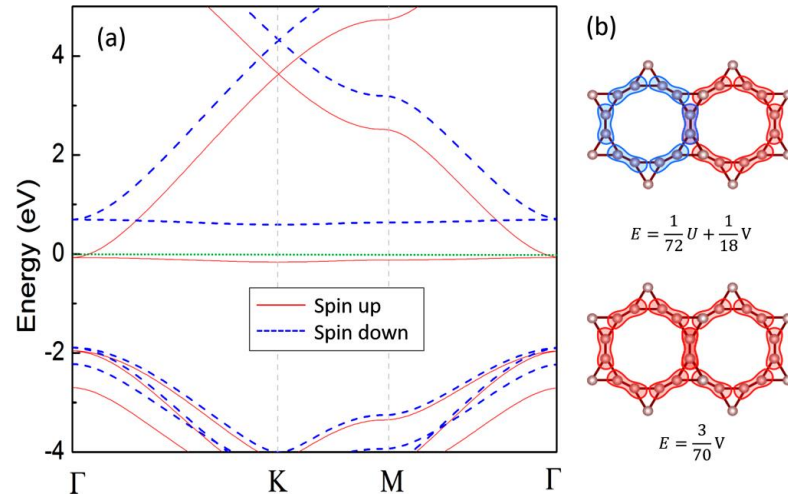 (a)
(b)
Energy (eV)
4
2
0
-2
-4
Spin up
Spin down
Γ
K
M
Γ
E = 1/72 U + 1/18 V
E = 3/70 V